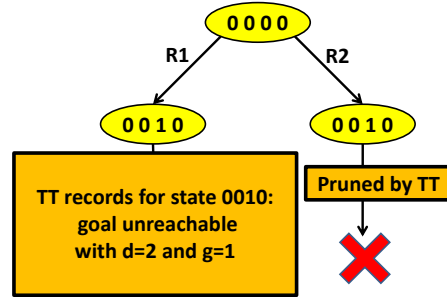 0 0 0 0
R1
R2
0 0 1 0
0 0 1 0
TT records for state 0010:
goal unreachable
with d=2 and g=1
Pruned by TT